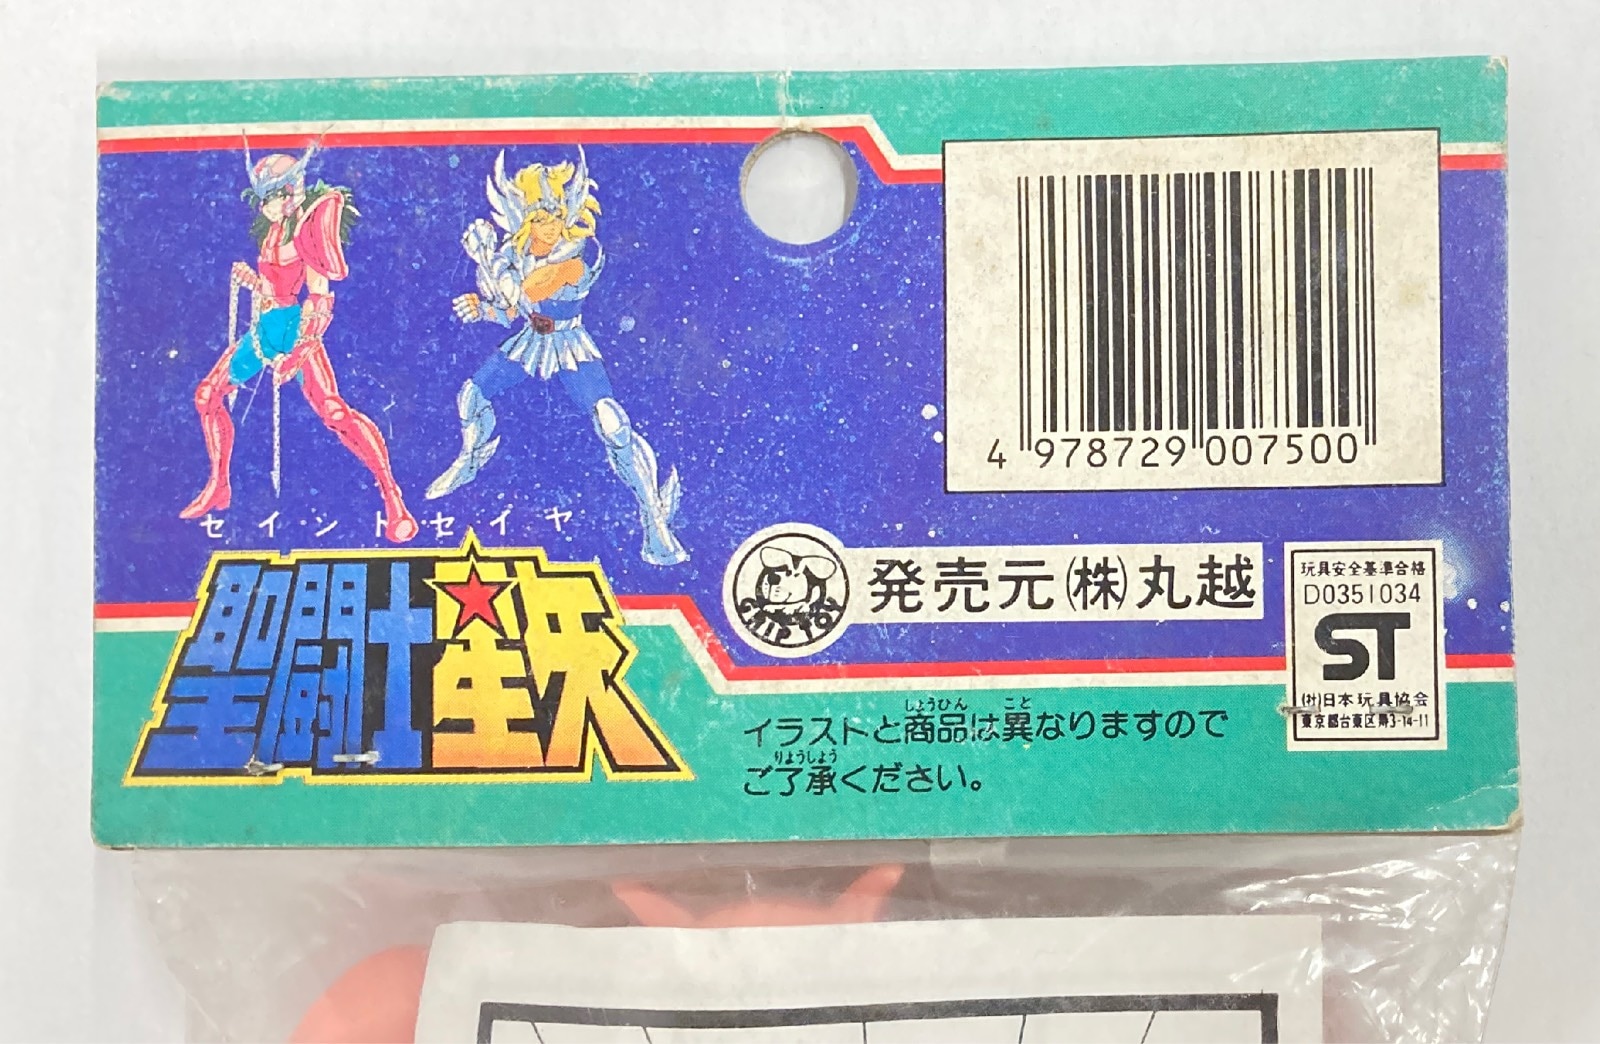 4 978729 007500
セイントセイヤ
聖闘士星矢
CHIP TOY
発売元(株)丸越
玩具安全基準合格
D0351034
ST
(社)日本玩具協会
東京都台東区寿3-14-11
しょうひん こと
イラストと商品は異なりますので
りょうしょう
ご了承ください。